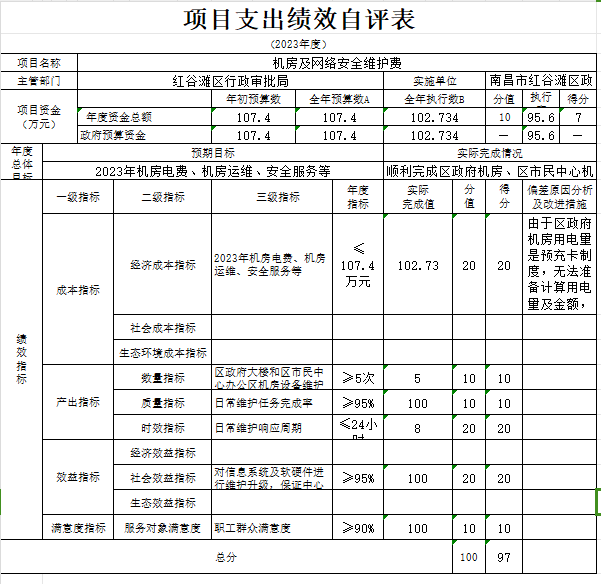 项目支出绩效自评表
(2023年度)
项目名称 机房及网络安全维护费
主管部门 红谷滩区行政审批局 实施单位 南昌市红谷滩区政
项目资金
(万元)
年初预算数 全年预算数A 全年执行数B 分值 执行 得分
年度资金总额 107.4 107.4 102.734 10 95.6 7
政府预算资金 107.4 107.4 102.734 — 95.6 —
年度
总体
目标
预期目标 实际完成情况
2023年机房电费、机房运维、安全服务等 顺利完成区政府机房、区市民中心机
绩
效
指
标
一级指标 二级指标 三级指标 年度
指标 实际
完成值 分
值 得
分 偏差原因分析
及改进措施
成本指标 经济成本指标 2023年机房电费、机房
运维、安全服务等 ≤
107.4
万元 102.73 20 20 由于区政府
机房用电量
是预充卡制
度，无法准
备计算用电
量及金额，
社会成本指标
生态环境成本指标
产出指标 数量指标 区政府大楼和区市民中
心办公区机房设备维护 ≥5次 5 10 10
质量指标 日常维护任务完成率 ≥95% 100 10 10
时效指标 日常维护响应周期 ≤24小
时 8 20 20
效益指标 经济效益指标
社会效益指标 对信息系统及软硬件进
行维护升级，保证中心 ≥95% 100 20 20
生态效益指标
满意度指标 服务对象满意度 职工群众满意度 ≥90% 100 10 10
总分 100 97